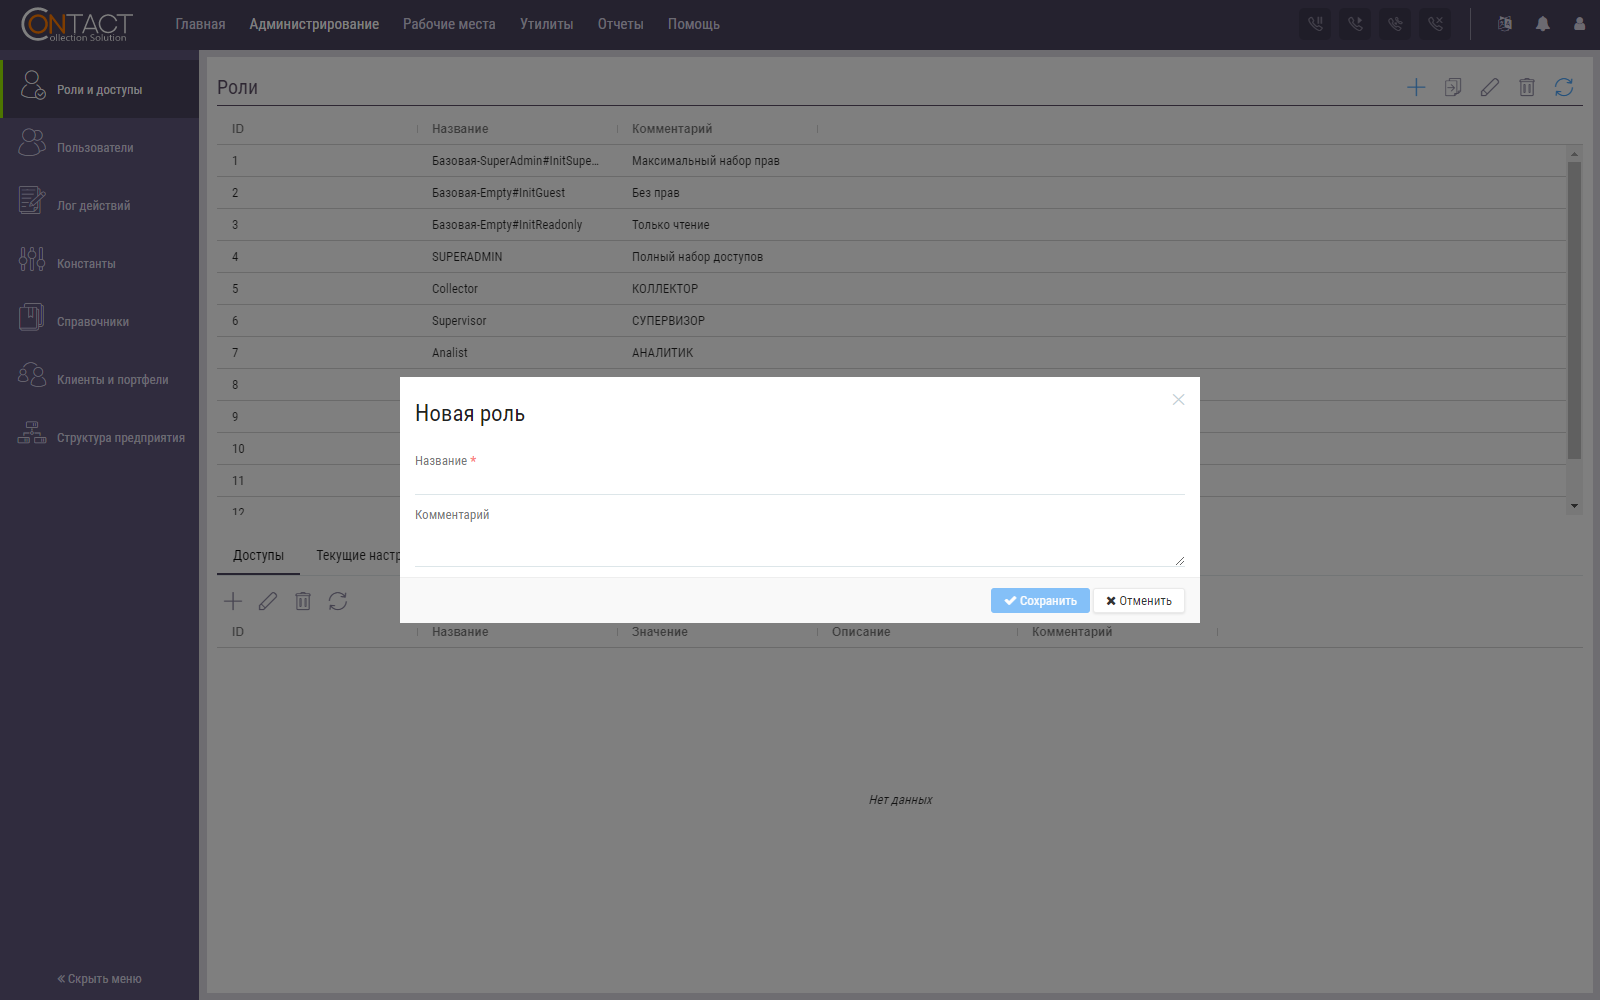 CONTACT
ollection Solution
Главная Администрирование Рабочие места Утилиты Отчеты Помощь
Роли и доступы
Пользователи
Лог действий
Константы
Справочники
Клиенты и портфели
Структура предприятия
« Скрыть меню
Роли
ID Название Комментарий
1 Базовая-SuperAdmin#InitSupe... Максимальный набор прав
2 Базовая-Empty#InitGuest Без прав
3 Базовая-Empty#InitReadonly Только чтение
4 SUPERADMIN Полный набор доступов
5 Collector КОЛЛЕКТОР
6 Supervisor СУПЕРВИЗОР
7 Analist АНАЛИТИК
8
9
10
11
12
Новая роль
Название *
Комментарий
Сохранить Отменить
Доступы Текущие настр
ID Название Значение Описание Комментарий
Нет данных